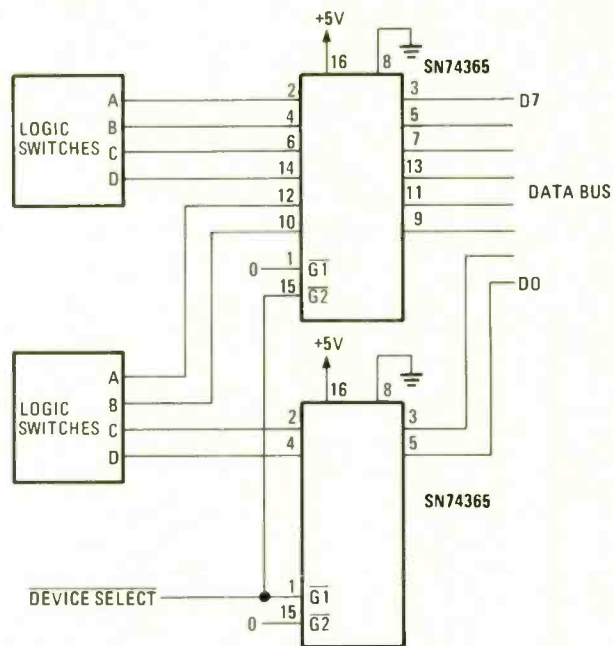 +5V
16
8
SN74365
LOGIC
SWITCHES
A
B
C
D
2
4
6
14
12
10
3
5
7
13
11
9
D7
DATA BUS
D0
0
1
G1
15
G2
+5V
16
8
LOGIC
SWITCHES
A
B
C
D
2
4
3
5
SN74365
DEVICE SELECT
1
G1
0
15
G2